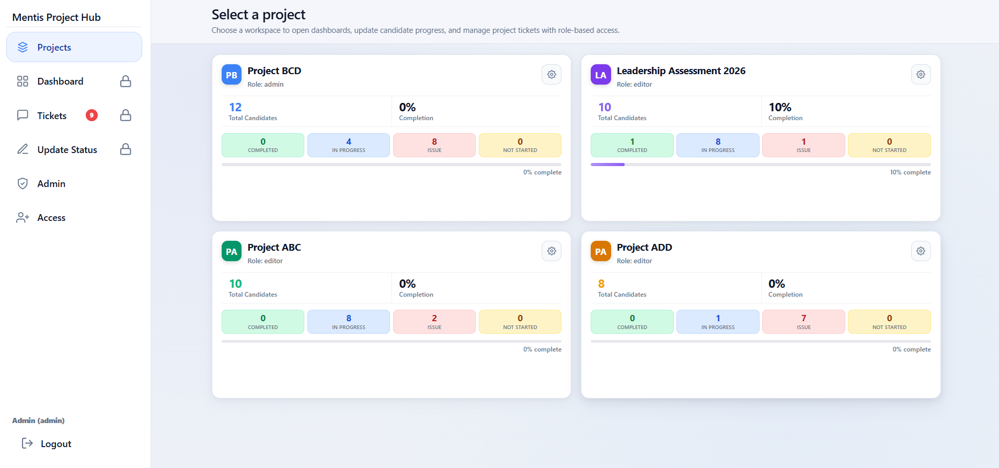 Mentis Project Hub
Projects
Dashboard
Tickets 9
Update Status
Admin
Access
Admin (admin)
Logout
Select a project
Choose a workspace to open dashboards, update candidate progress, and manage project tickets with role-based access.
PB Project BCD
Role: admin
12 0%
Total Candidates Completion
0 4 8 0
COMPLETED IN PROGRESS ISSUE NOT STARTED
0% complete
LA Leadership Assessment 2026
Role: editor
10 10%
Total Candidates Completion
1 8 1 0
COMPLETED IN PROGRESS ISSUE NOT STARTED
10% complete
PA Project ABC
Role: editor
10 0%
Total Candidates Completion
0 8 2 0
COMPLETED IN PROGRESS ISSUE NOT STARTED
0% complete
PA Project ADD
Role: editor
8 0%
Total Candidates Completion
0 1 7 0
COMPLETED IN PROGRESS ISSUE NOT STARTED
0% complete